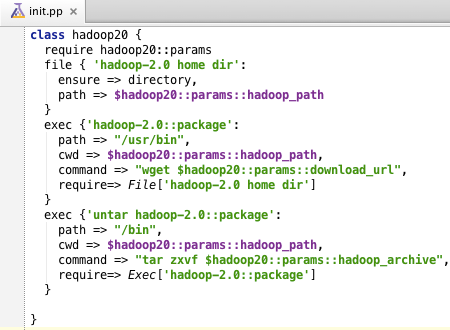 init.pp
class hadoop20 {
  require hadoop20::params
  file { 'hadoop-2.0 home dir':
    ensure => directory,
    path => $hadoop20::params::hadoop_path
  }
  exec {'hadoop-2.0::package':
    path => "/usr/bin",
    cwd => $hadoop20::params::hadoop_path,
    command => "wget $hadoop20::params::download_url",
    require=> File['hadoop-2.0 home dir']
  }
  exec {'untar hadoop-2.0::package':
    path => "/bin",
    cwd => $hadoop20::params::hadoop_path,
    command => "tar zxvf $hadoop20::params::hadoop_archive",
    require=> Exec['hadoop-2.0::package']
  }
}